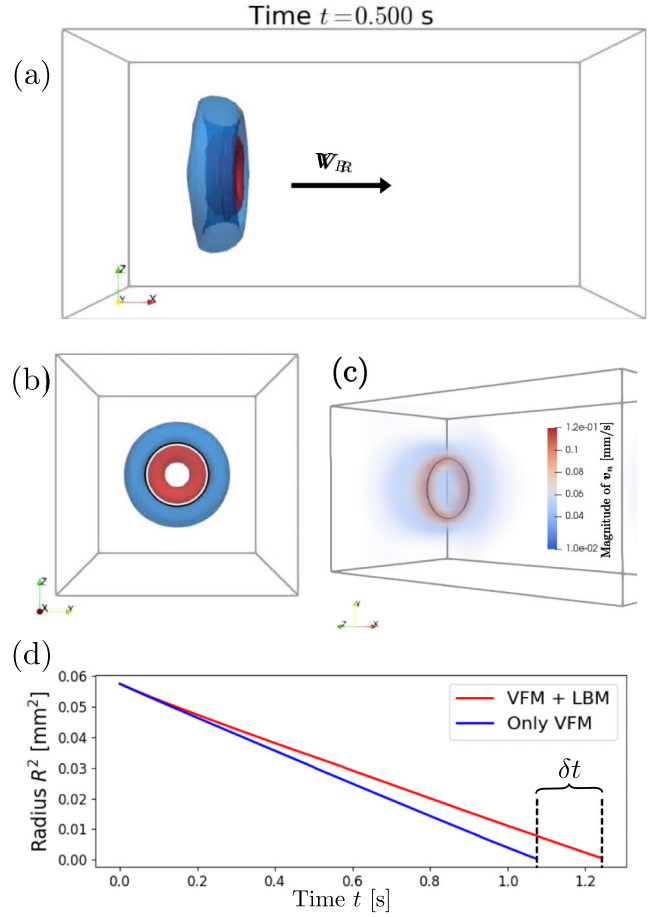 Time t = 0.500 s
(a)
W_PR
Z
Y X
(b)
(c)
1.2e-01
0.1
0.08
0.06
0.04
1.0e-02
Magnitude of v_n [mm/s]
Z
X Y
Y
Z X
(d)
0.06
0.05
0.04
0.03
0.02
0.01
0.00
Radius R² [mm²]
VFM + LBM
Only VFM
δt
0.0 0.2 0.4 0.6 0.8 1.0 1.2
Time t [s]